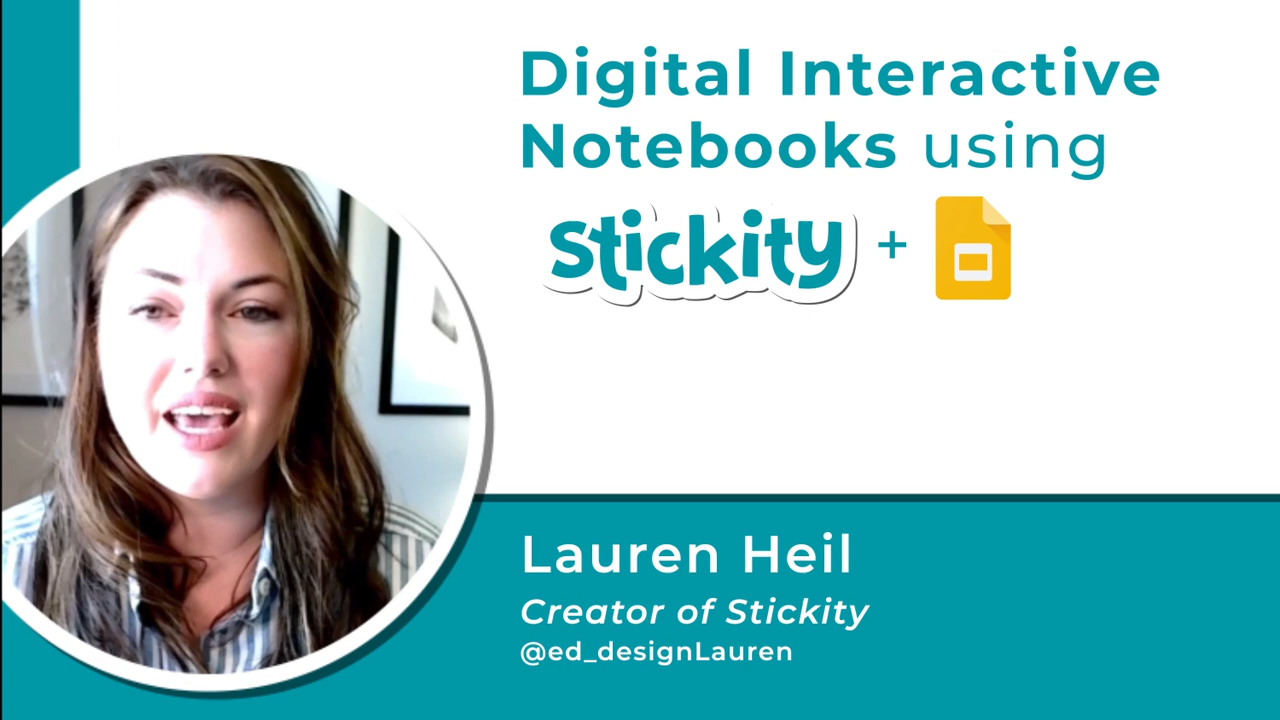 Digital Interactive
Notebooks using
Stickity +
Lauren Heil
Creator of Stickity
@ed_designLauren